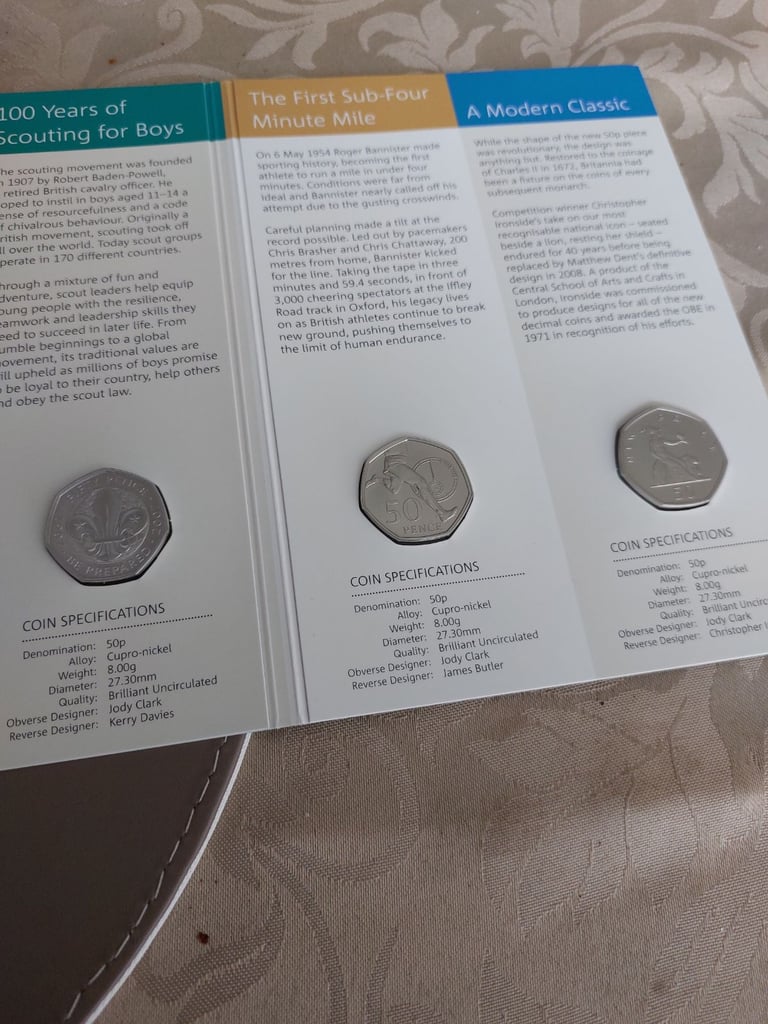 100 Years of
Scouting for Boys
he scouting movement was founded
n 1907 by Robert Baden-Powell,
retired British cavalry officer. He
oped to instil in boys aged 11–14 a
ense of resourcefulness and a code
f chivalrous behaviour. Originally a
ritish movement, scouting took off
ll over the world. Today scout groups
perate in 170 different countries.
hrough a mixture of fun and
dventure, scout leaders help equip
oung people with the resilience,
eamwork and leadership skills they
eed to succeed in later life. From
umble beginnings to a global
ovement, its traditional values are
ill upheld as millions of boys promise
be loyal to their country, help others
nd obey the scout law.
FIFTY PENCE
BE PREPARED
COIN SPECIFICATIONS
Denomination: 50p
Alloy: Cupro-nickel
Weight: 8.00g
Diameter: 27.30mm
Quality: Brilliant Uncirculated
Obverse Designer: Jody Clark
Reverse Designer: Kerry Davies
The First Sub-Four
Minute Mile
On 6 May 1954 Roger Bannister made
sporting history, becoming the first
athlete to run a mile in under four
minutes. Conditions were far from
ideal and Bannister nearly called off his
attempt due to the gusting crosswinds.
Careful planning made a tilt at the
record possible. Led out by pacemakers
Chris Brasher and Chris Chattaway, 200
metres from home, Bannister kicked
for the line. Taking the tape in three
minutes and 59.4 seconds, in front of
3,000 cheering spectators at the Iffley
Road track in Oxford, his legacy lives
on as British athletes continue to break
new ground, pushing themselves to
the limit of human endurance.
50
PENCE
COIN SPECIFICATIONS
Denomination: 50p
Alloy: Cupro-nickel
Weight: 8.00g
Diameter: 27.30mm
Quality: Brilliant Uncirculated
Obverse Designer: Jody Clark
Reverse Designer: James Butler
A Modern Classic
While the shape of the new 50p piece
was revolutionary, the design was
anything but. Restored to the coinage
of Charles II in 1672, Britannia had
been a fixture on the coins of every
subsequent monarch.
Competition winner Christopher
Ironside's take on our most
recognisable national icon – seated
beside a lion, resting her shield –
endured for 40 years before being
replaced by Matthew Dent's definitive
design in 2008. A product of the
Central School of Arts and Crafts in
London, Ironside was commissioned
to produce designs for all of the new
decimal coins and awarded the OBE in
1971 in recognition of his efforts.
50
COIN SPECIFICATIONS
Denomination: 50p
Alloy: Cupro-nickel
Weight: 8.00g
Diameter: 27.30mm
Quality: Brilliant Uncirc
Obverse Designer: Jody Clark
Reverse Designer: Christopher I